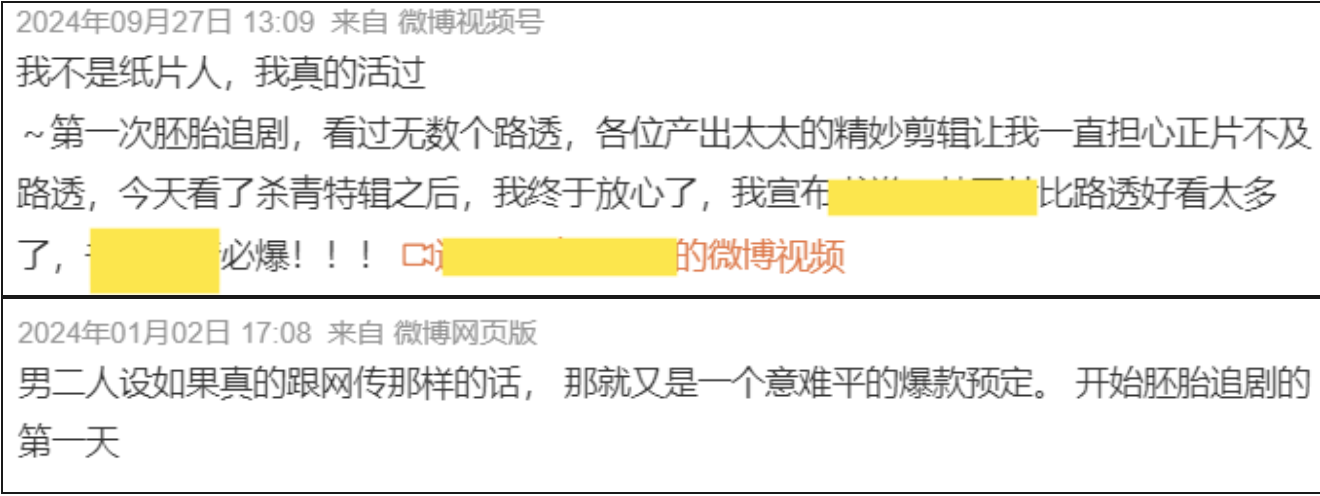 2024年09月27日 13:09 来自 微博视频号
我不是纸片人，我真的活过
～第一次胚胎追剧，看过无数个路透，各位产出太太的精妙剪辑让我一直担心正片不及
路透，今天看了杀青特辑之后，我终于放心了，我宣布 比路透好看太多
了， 必爆！！！ 的微博视频
2024年01月02日 17:08 来自 微博网页版
男二人设如果真的跟网传那样的话， 那就又是一个意难平的爆款预定。 开始胚胎追剧的
第一天